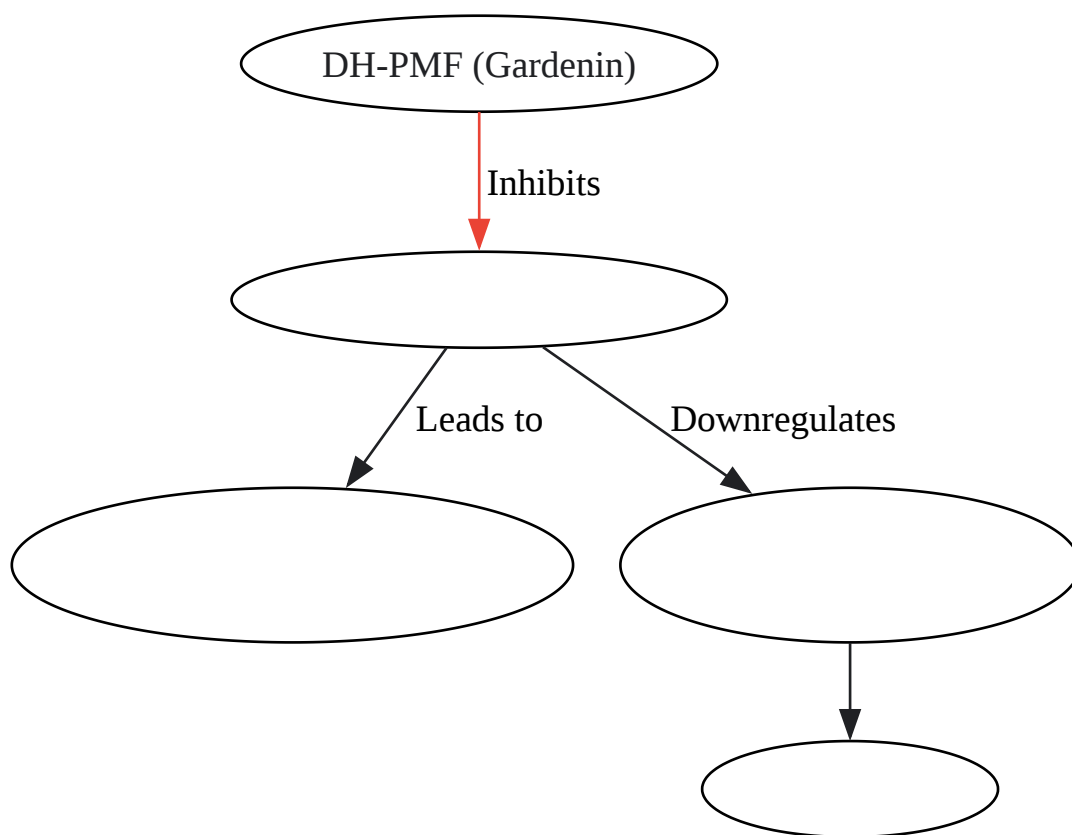 DH-PMF (Gardenin)
Inhibits
Leads to
Downregulates